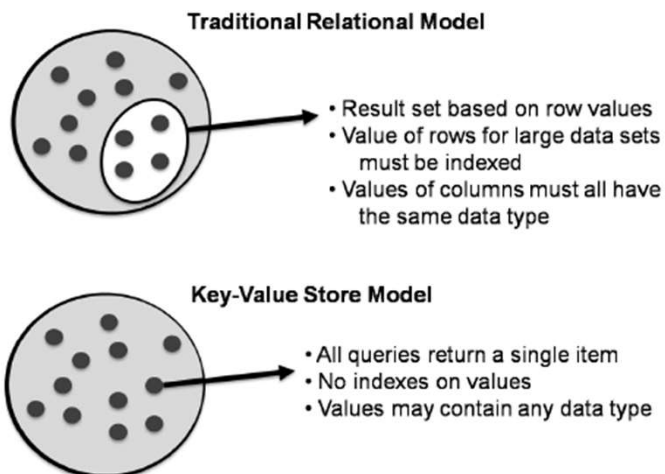 Traditional Relational Model
• Result set based on row values
• Value of rows for large data sets
must be indexed
• Values of columns must all have
the same data type
Key-Value Store Model
• All queries return a single item
• No indexes on values
• Values may contain any data type